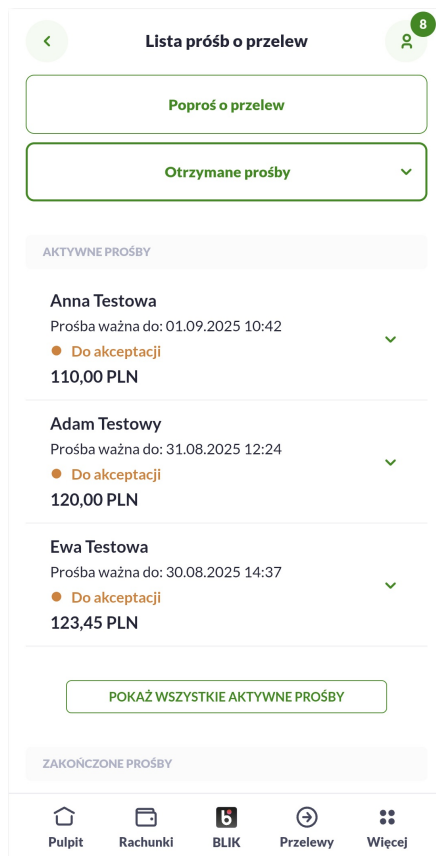 8
Lista próśb o przelew
Poproś o przelew
Otrzymane prośby
AKTYWNE PROŚBY
Anna Testowa
Prośba ważna do: 01.09.2025 10:42
Do akceptacji
110,00 PLN
Adam Testowy
Prośba ważna do: 31.08.2025 12:24
Do akceptacji
120,00 PLN
Ewa Testowa
Prośba ważna do: 30.08.2025 14:37
Do akceptacji
123,45 PLN
POKAŻ WSZYSTKIE AKTYWNE PROŚBY
ZAKOŃCZONE PROŚBY
Pulpit Rachunki BLIK Przelewy Więcej